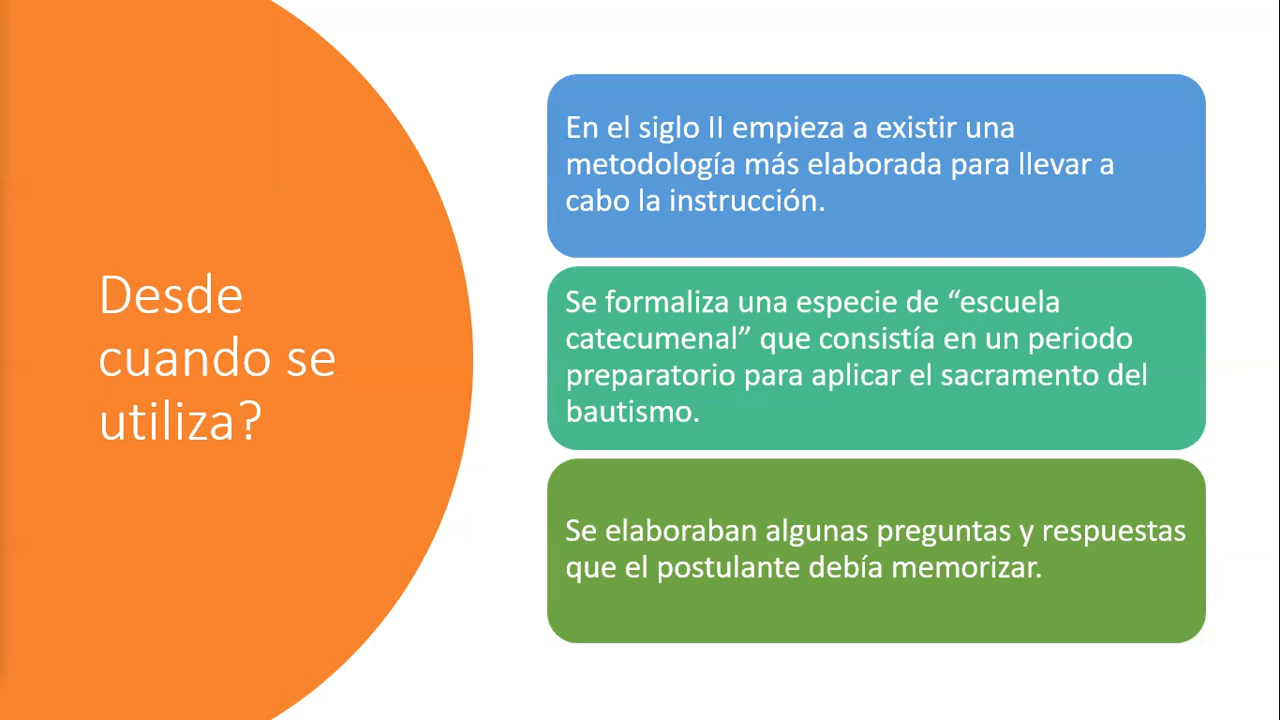 Desde
cuando se
utiliza?
En el siglo II empieza a existir una
metodología más elaborada para llevar a
cabo la instrucción.
Se formaliza una especie de “escuela
catecumenal” que consistía en un periodo
preparatorio para aplicar el sacramento del
bautismo.
Se elaboraban algunas preguntas y respuestas
que el postulante debía memorizar.